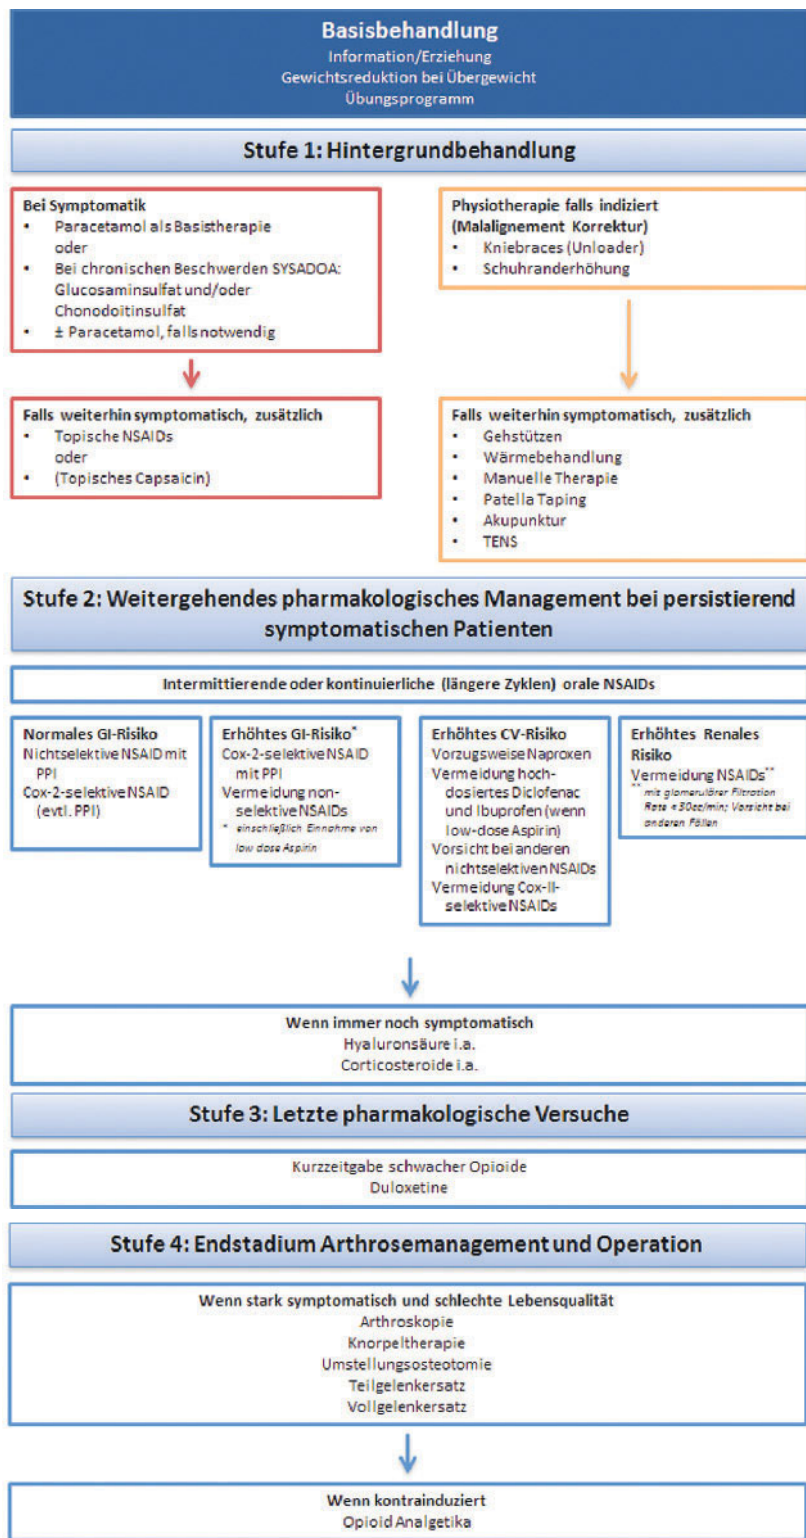 Basisbehandlung
Information/Erziehung
Gewichtsreduktion bei Übergewicht
Übungsprogramm
Stufe 1: Hintergrundbehandlung
Bei Symptomatik
• Paracetamol als Basistherapie
oder
• Bei chronischen Beschwerden SYSADOA:
Glucosaminsulfat und/oder
Chonodoitinsulfat
• ± Paracetamol, falls notwendig
Physiotherapie falls indiziert
(Malalignement Korrektur)
• Kniebraces (Unloader)
• Schuhranderhöhung
Falls weiterhin symptomatisch, zusätzlich
• Topische NSAIDs
oder
• (Topisches Capsaicin)
Falls weiterhin symptomatisch, zusätzlich
• Gehstützen
• Wärmebehandlung
• Manuelle Therapie
• Patella Taping
• Akupunktur
• TENS
Stufe 2: Weitergehendes pharmakologisches Management bei persistierend
symptomatischen Patienten
Intermittierende oder kontinuierliche (längere Zyklen) orale NSAIDs
Normales GI-Risiko
Nichtselektive NSAID mit
PPI
Cox-2-selektive NSAID
(evtl. PPI)
Erhöhtes GI-Risiko*
Cox-2-selektive NSAID
mit PPI
Vermeidung non-
selektive NSAIDs
* einschließlich Einnahme von
low dose Aspirin
Erhöhtes CV-Risiko
Vorzugsweise Naproxen
Vermeidung hoch-
dosiertes Diclofenac
und Ibuprofen (wenn
low-dose Aspirin)
Vorsicht bei anderen
nichtselektiven NSAIDs
Vermeidung Cox-II-
selektive NSAIDs
Erhöhtes Renales
Risiko
Vermeidung NSAIDs**
** mit glomerulärer Filtration
Rate <30cc/min; Vorsicht bei
anderen Fällen
Wenn immer noch symptomatisch
Hyaluronsäure i.a.
Corticosteroide i.a.
Stufe 3: Letzte pharmakologische Versuche
Kurzzeitgabe schwacher Opioide
Duloxetine
Stufe 4: Endstadium Arthrosemanagement und Operation
Wenn stark symptomatisch und schlechte Lebensqualität
Arthroskopie
Knorpeltherapie
Umstellungsosteotomie
Teilgelenkersatz
Vollgelenkersatz
Wenn kontrainduziert
Opioid Analgetika